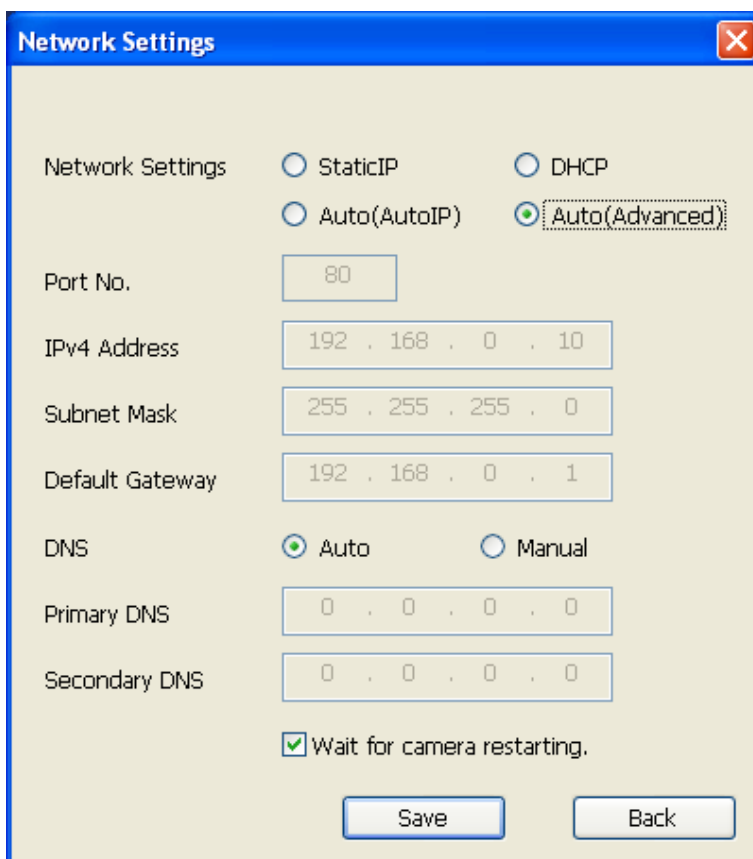 Network Settings
Network Settings StaticIP DHCP
Auto(AutoIP) Auto(Advanced)
Port No. 80
IPv4 Address 192 . 168 . 0 . 10
Subnet Mask 255 . 255 . 255 . 0
Default Gateway 192 . 168 . 0 . 1
DNS Auto Manual
Primary DNS 0 . 0 . 0 . 0
Secondary DNS 0 . 0 . 0 . 0
Wait for camera restarting.
Save Back